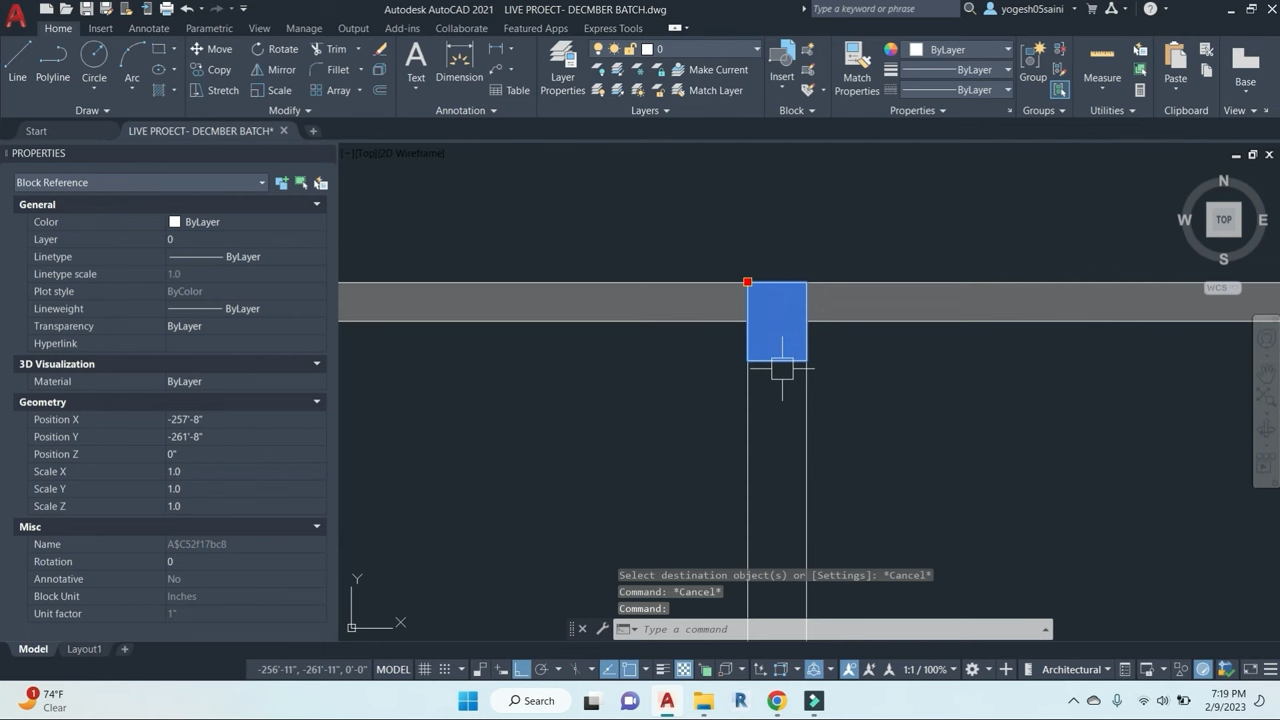 Autodesk AutoCAD 2021 LIVE PROECT- DECMBER BATCH.dwg
Type a keyword or phrase
yogesh05saini
Home Insert Annotate Parametric View Manage Output Add-ins Collaborate Featured Apps Express Tools
Line
Polyline
Circle
Arc
Draw
Move Rotate Trim
Copy Mirror Fillet
Stretch Scale Array
Modify
Text
Dimension
Table
Annotation
Layer Properties
0
Make Current
Match Layer
Layers
Insert
Block
Match Properties
ByLayer
ByLayer
ByLayer
Properties
Group
Groups
Measure
Utilities
Paste
Clipboard
Base
View
Start
LIVE PROECT- DECMBER BATCH*
PROPERTIES
[−][Top][2D Wireframe]
Block Reference
General
Color ByLayer
Layer 0
Linetype ByLayer
Linetype scale 1.0
Plot style ByColor
Lineweight ByLayer
Transparency ByLayer
Hyperlink
3D Visualization
Material ByLayer
Geometry
Position X -257'-8"
Position Y -261'-8"
Position Z 0"
Scale X 1.0
Scale Y 1.0
Scale Z 1.0
Misc
Name A$C52f17bc8
Rotation 0
Annotative No
Block Unit Inches
Unit factor 1"
N
W TOP E
S
WCS
Y
X
Select destination object(s) or [Settings]: *Cancel*
Command: *Cancel*
Command:
Type a command
Model Layout1
-256'-11", -261'-11", 0'-0" MODEL
1:1 / 100%
Architectural
1
74°F
Clear
Search
7:19 PM
2/9/2023